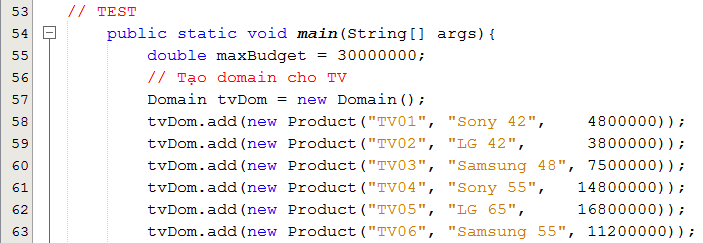 53 // TEST
54 public static void main(String[] args){
55 double maxBudget = 30000000;
56 // Tạo domain cho TV
57 Domain tvDom = new Domain();
58 tvDom.add(new Product("TV01", "Sony 42", 4800000));
59 tvDom.add(new Product("TV02", "LG 42", 3800000));
60 tvDom.add(new Product("TV03", "Samsung 48", 7500000));
61 tvDom.add(new Product("TV04", "Sony 55", 14800000));
62 tvDom.add(new Product("TV05", "LG 65", 16800000));
63 tvDom.add(new Product("TV06", "Samsung 55", 11200000));